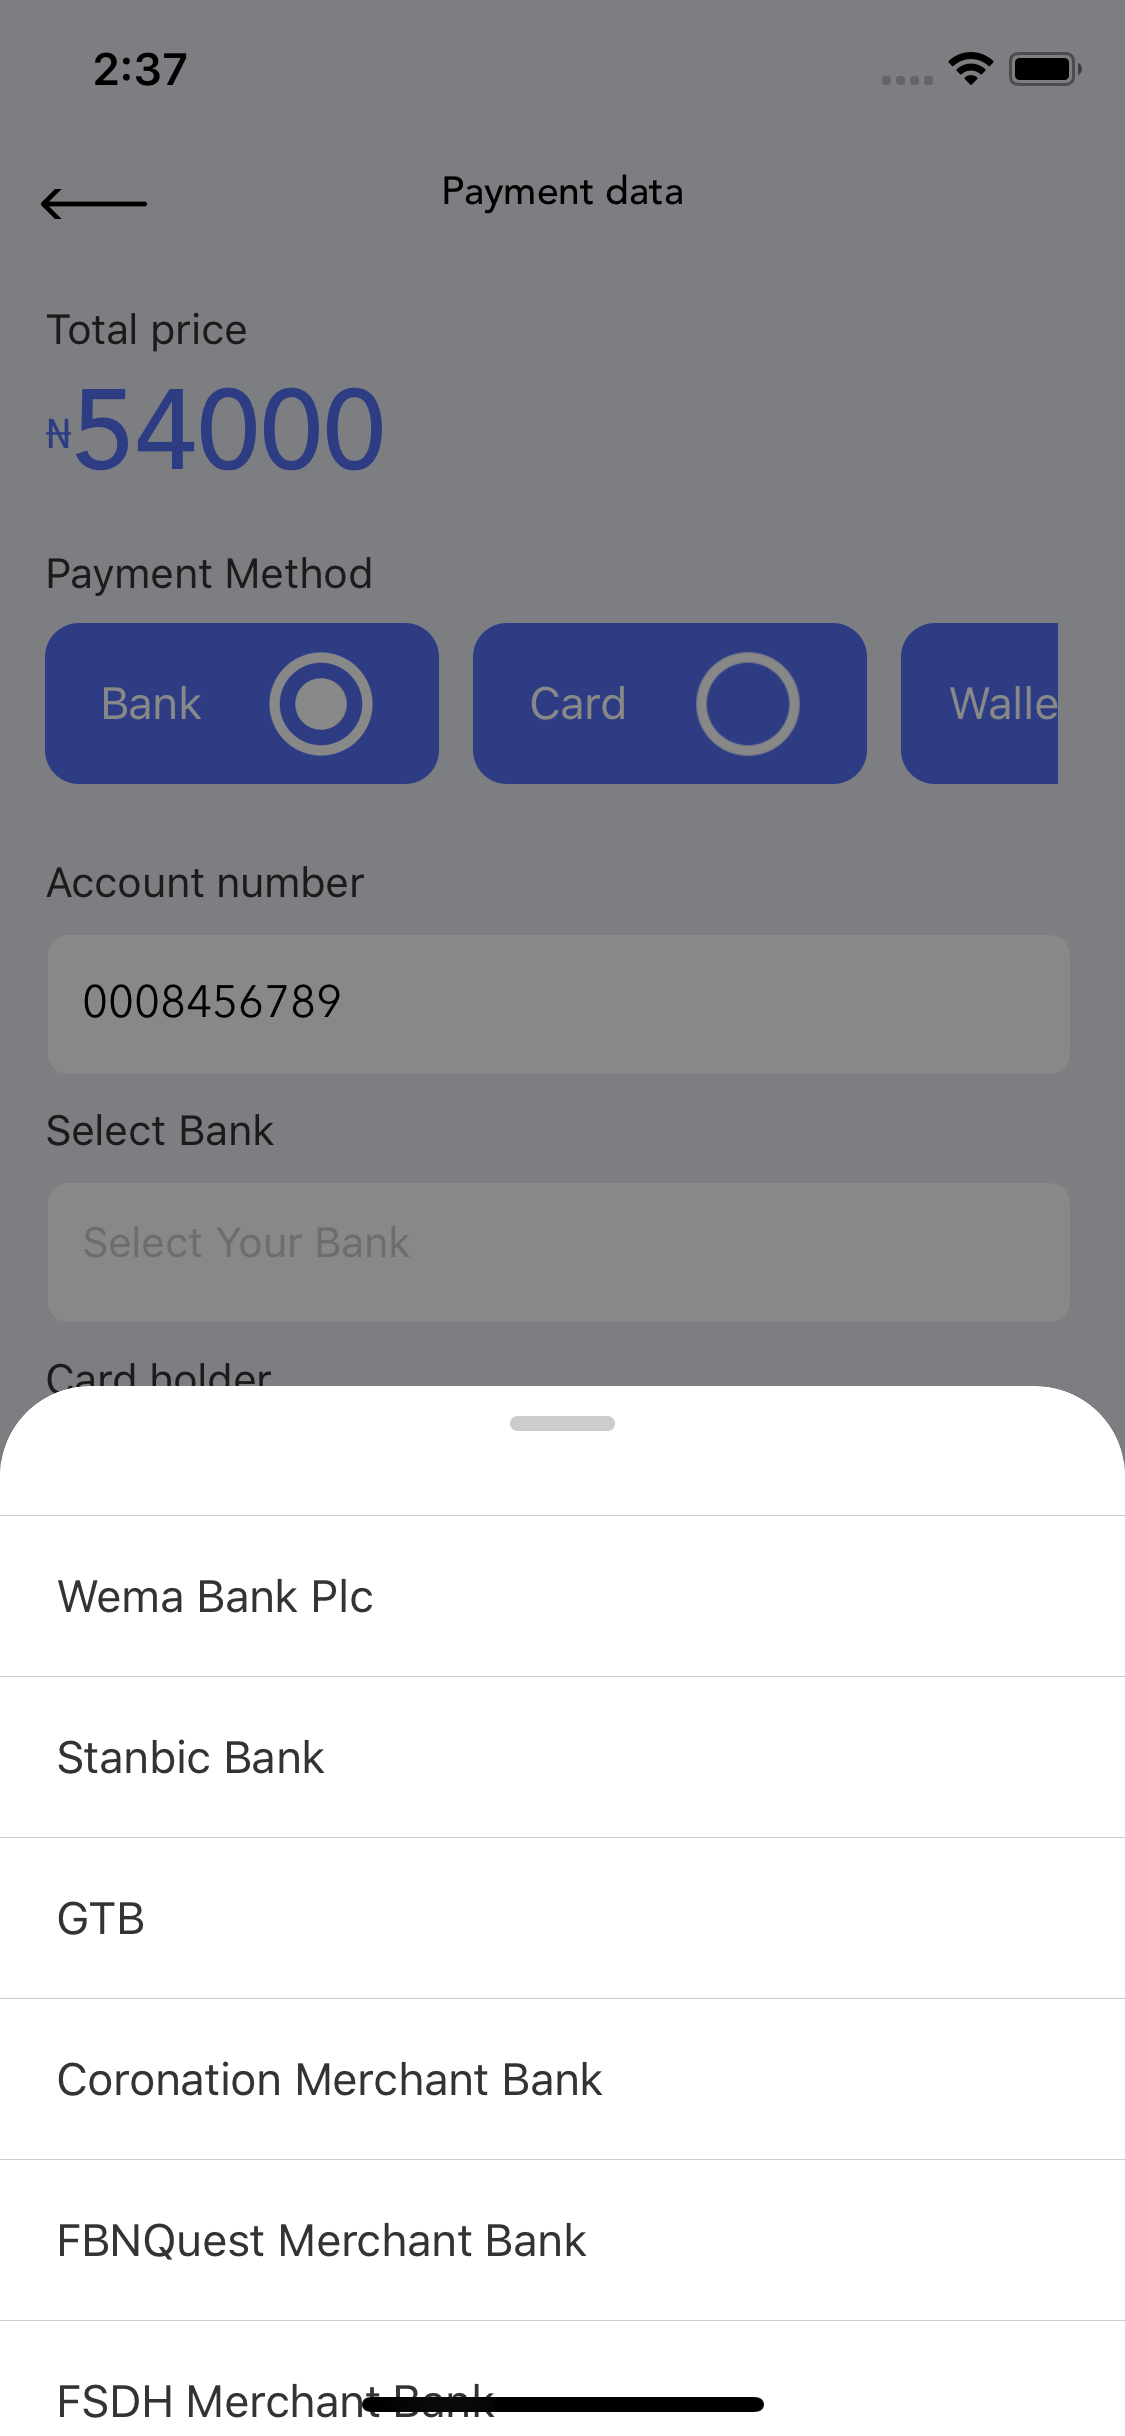 2:37
Payment data
Total price
₦54000
Payment Method
Bank
Card
Walle
Account number
0008456789
Select Bank
Select Your Bank
Card holder
Wema Bank Plc
Stanbic Bank
GTB
Coronation Merchant Bank
FBNQuest Merchant Bank
FSDH Merchant Bank